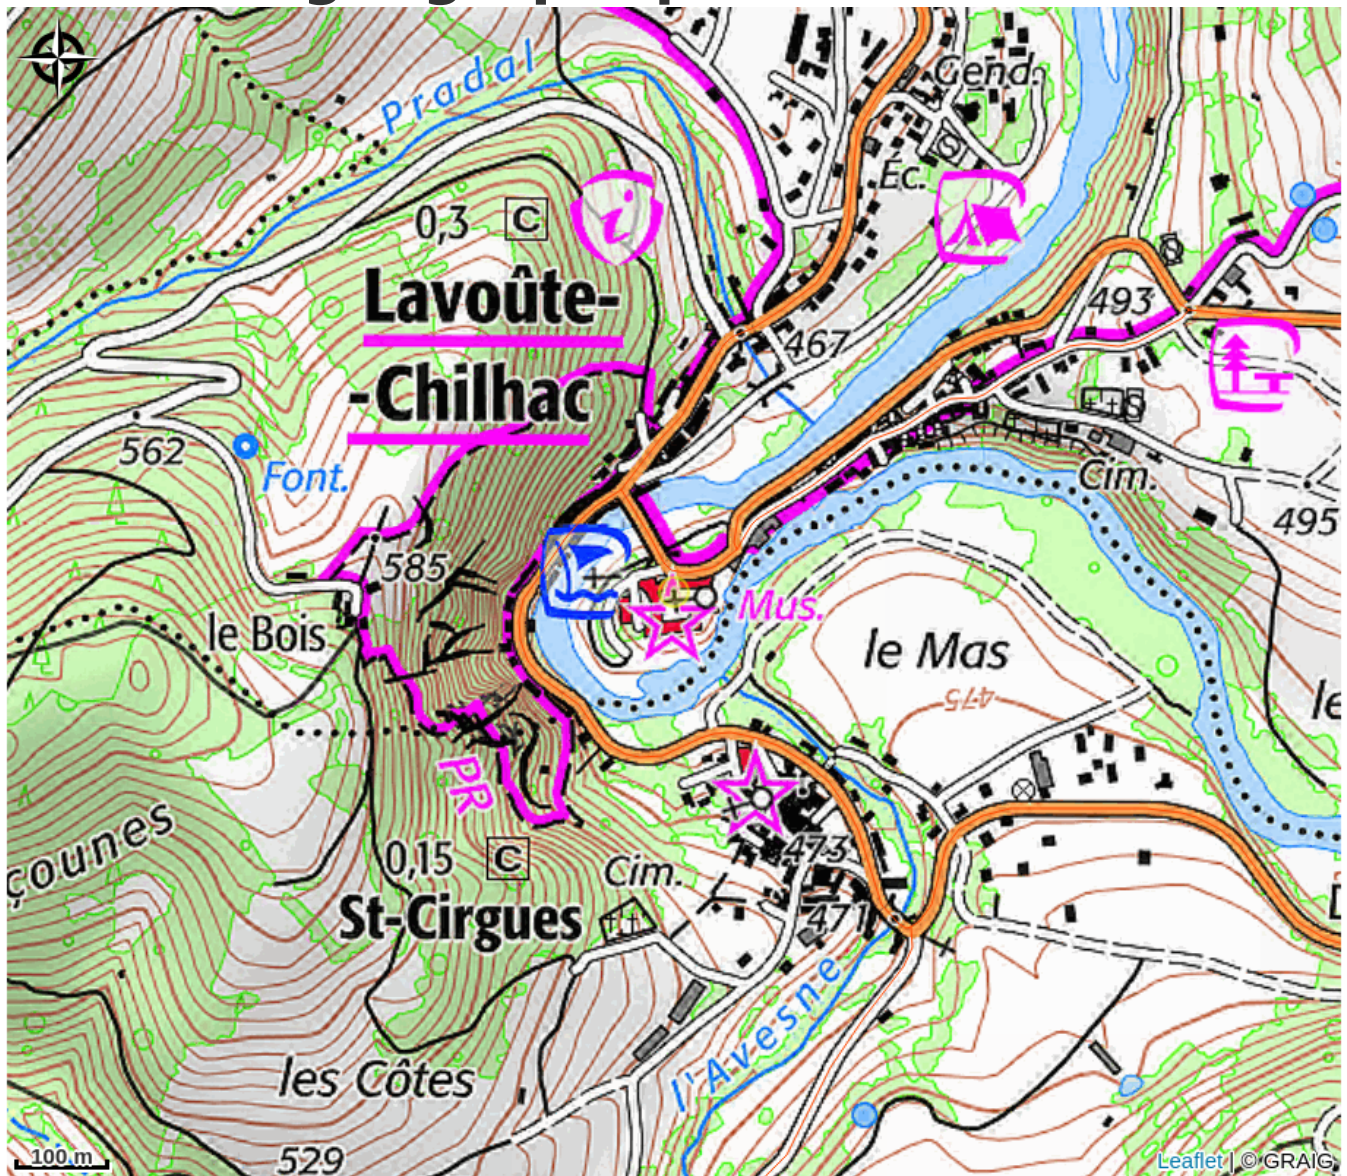 Pradal
Gend.
Éc.
0,3 C
i
Lavoûte-
-Chilhac
493
467
562
Font.
Cim.
495
585
le Bois
Mus.
le Mas
475
le
PR
çounes
0,15 C
473
Cim.
St-Cirgues
471
l'Avesne
les Côtes
529
100 m
Leaflet | © GRAIG